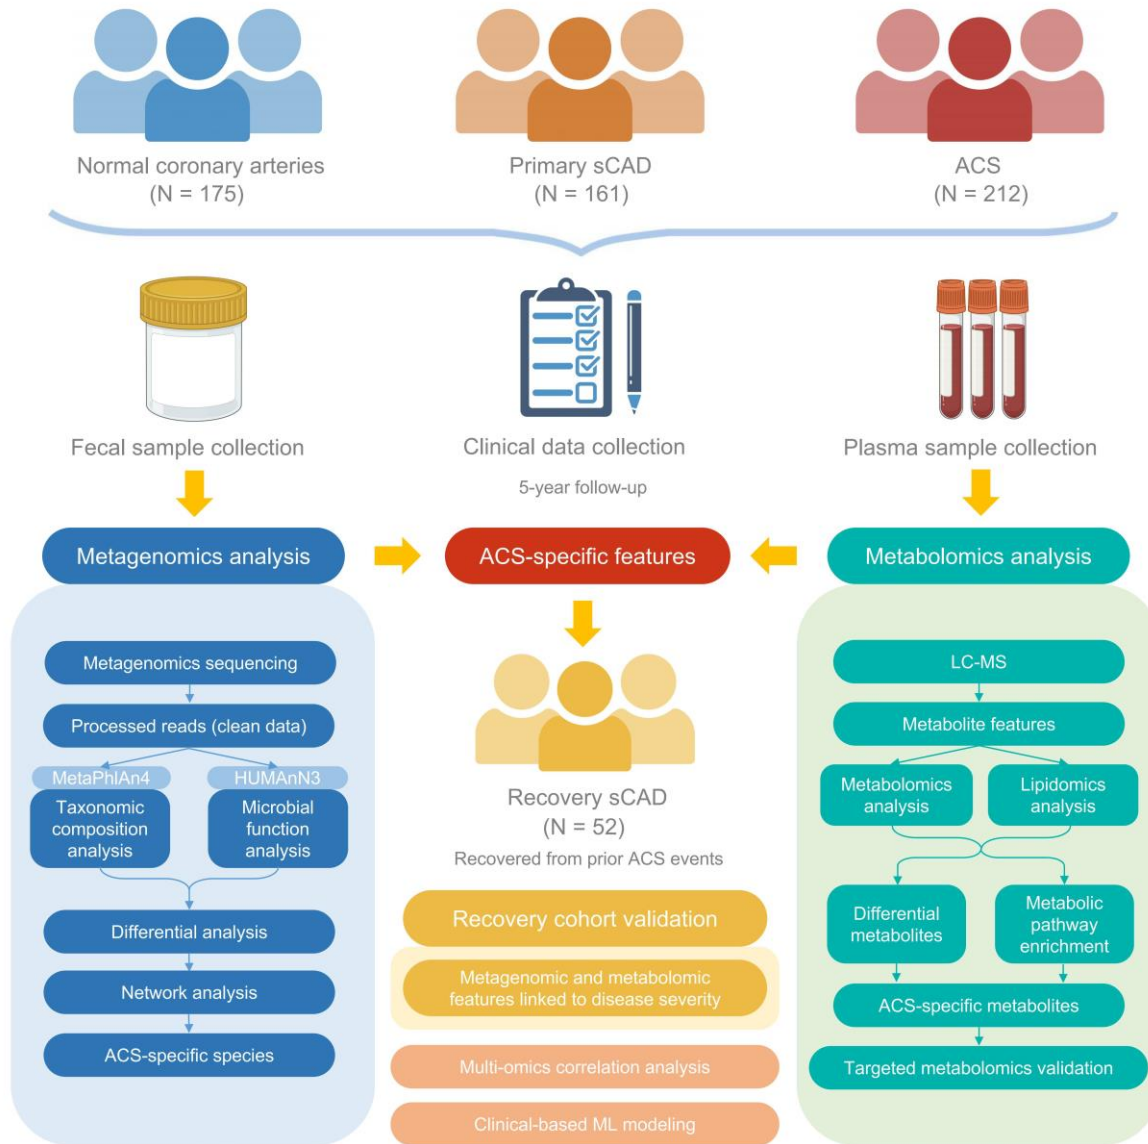 Normal coronary arteries
(N = 175)
Primary sCAD
(N = 161)
ACS
(N = 212)
Fecal sample collection
Clinical data collection
5-year follow-up
Plasma sample collection
Metagenomics analysis
ACS-specific features
Metabolomics analysis
Metagenomics sequencing
Processed reads (clean data)
MetaPhlAn4
HUMAnN3
Taxonomic
composition
analysis
Microbial
function
analysis
Differential analysis
Network analysis
ACS-specific species
Recovery sCAD
(N = 52)
Recovered from prior ACS events
Recovery cohort validation
Metagenomic and metabolomic
features linked to disease severity
Multi-omics correlation analysis
Clinical-based ML modeling
LC-MS
Metabolite features
Metabolomics
analysis
Lipidomics
analysis
Differential
metabolites
Metabolic
pathway
enrichment
ACS-specific metabolites
Targeted metabolomics validation